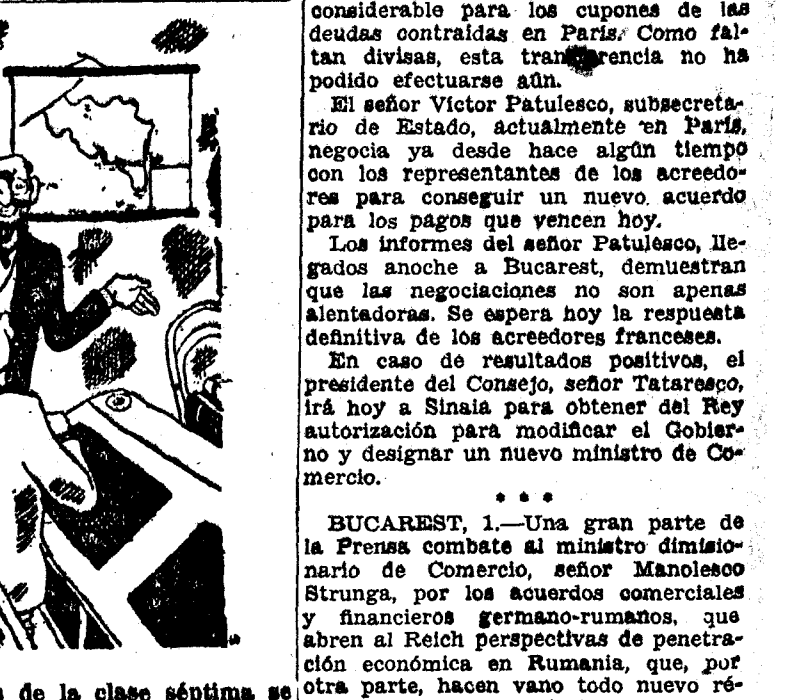 considerable para los cupones de las
deudas contraidas en París. Como fal-
tan divisas, esta no ha
podido efectuarse aún.
El señor Victor Patulesco, subsecreta-
rio de Estado, actualmente en París,
negocia ya desde hace algún tiempo
con los representantes de los acreedo-
res para conseguir un nuevo acuerdo
para los pagos que vencen hoy.
Los informes del señor Patulesco, lle-
gados anoche a Bucarest, demuestran
que las negociaciones no son apenas
alentadoras. Se espera hoy la respuesta
definitiva de los acreedores franceses.
En caso de resultados positivos, el
presidente del Consejo, señor Tataresco,
irá hoy a Sinaia para obtener del Rey
autorización para modificar el Gobier-
no y designar un nuevo ministro de Co-
mercio.
* * *
BUCAREST, 1.—Una gran parte de
la Prensa combate al ministro dimisio-
nario de Comercio, señor Manolesco
Strunga, por los acuerdos comerciales
y financieros germano-rumanos, que
abren al Reich perspectivas de penetra-
ción económica en Rumania, que, por
otra parte, hacen vano todo nuevo ré-
de la clase séptima se